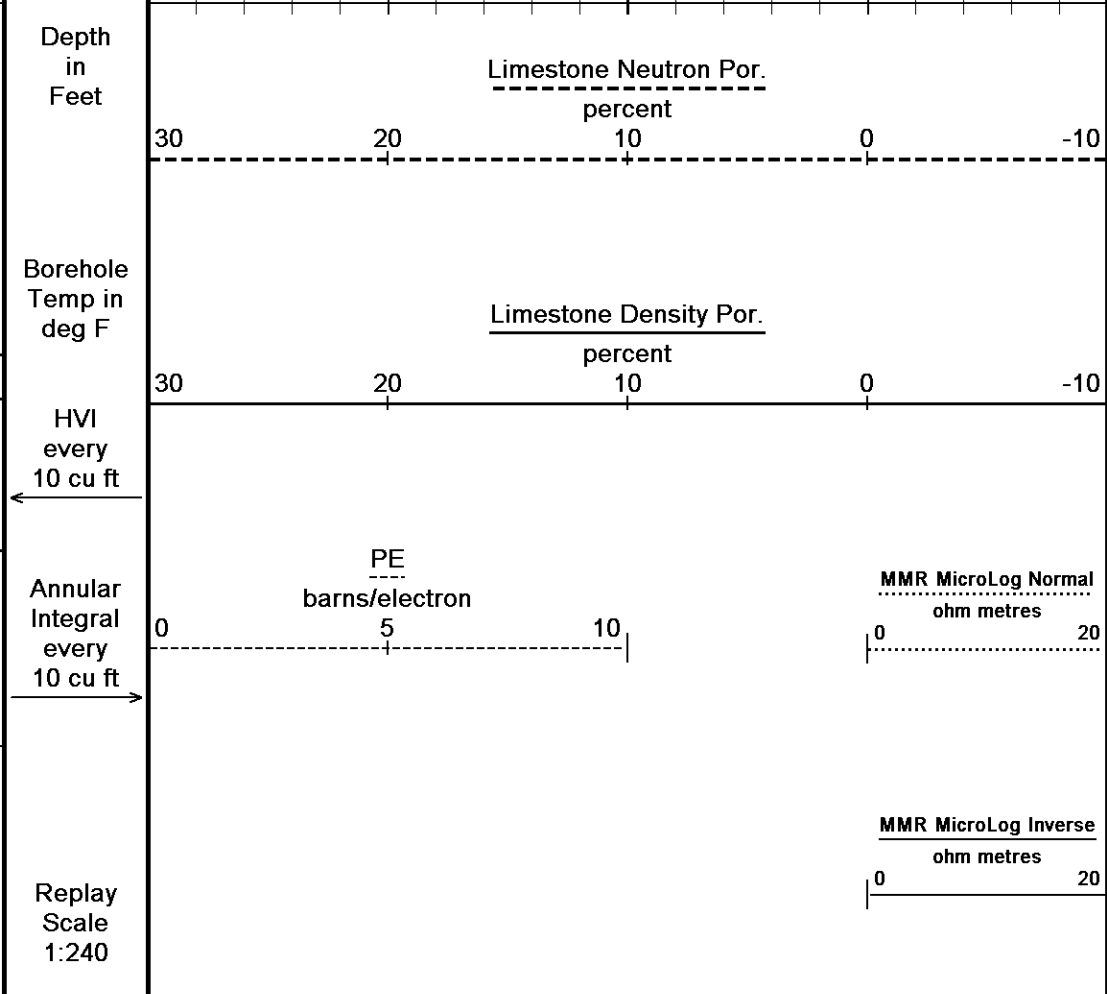 Depth
in
Feet
Borehole
Temp in
deg F
HVI
every
10 cu ft
Annular
Integral
every
10 cu ft
Replay
Scale
1:240
Limestone Neutron Por.
percent
30 20 10 0 -10
Limestone Density Por.
percent
30 20 10 0 -10
PE
barns/electron
0 5 10
MMR MicroLog Normal
ohm metres
0 20
MMR MicroLog Inverse
ohm metres
0 20